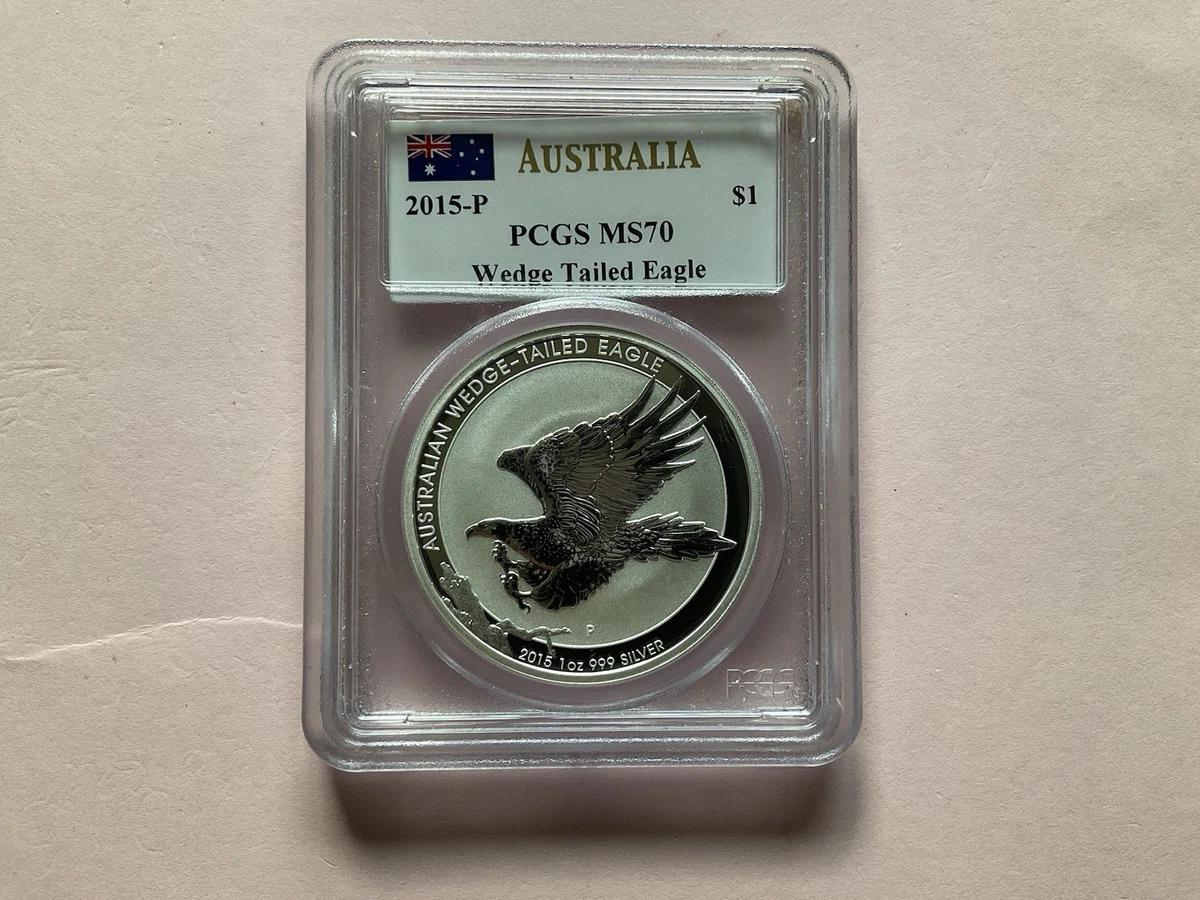 AUSTRALIA
2015-P
$1
PCGS MS70
Wedge Tailed Eagle
AUSTRALIAN WEDGE-TAILED EAGLE
P
2015 1oz 999 SILVER
PCGS